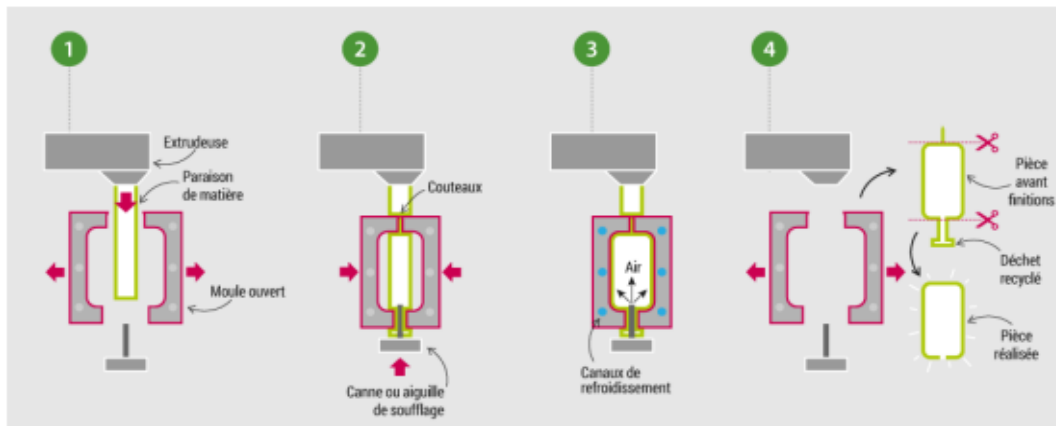 1
2
3
4
Extrudeuse
Paraison
de matière
Moule ouvert
Couteaux
Canne ou aiguille
de soufflage
Air
Canaux de
refroidissement
Pièce
avant
finitions
Déchet
recyclé
Pièce
réalisée